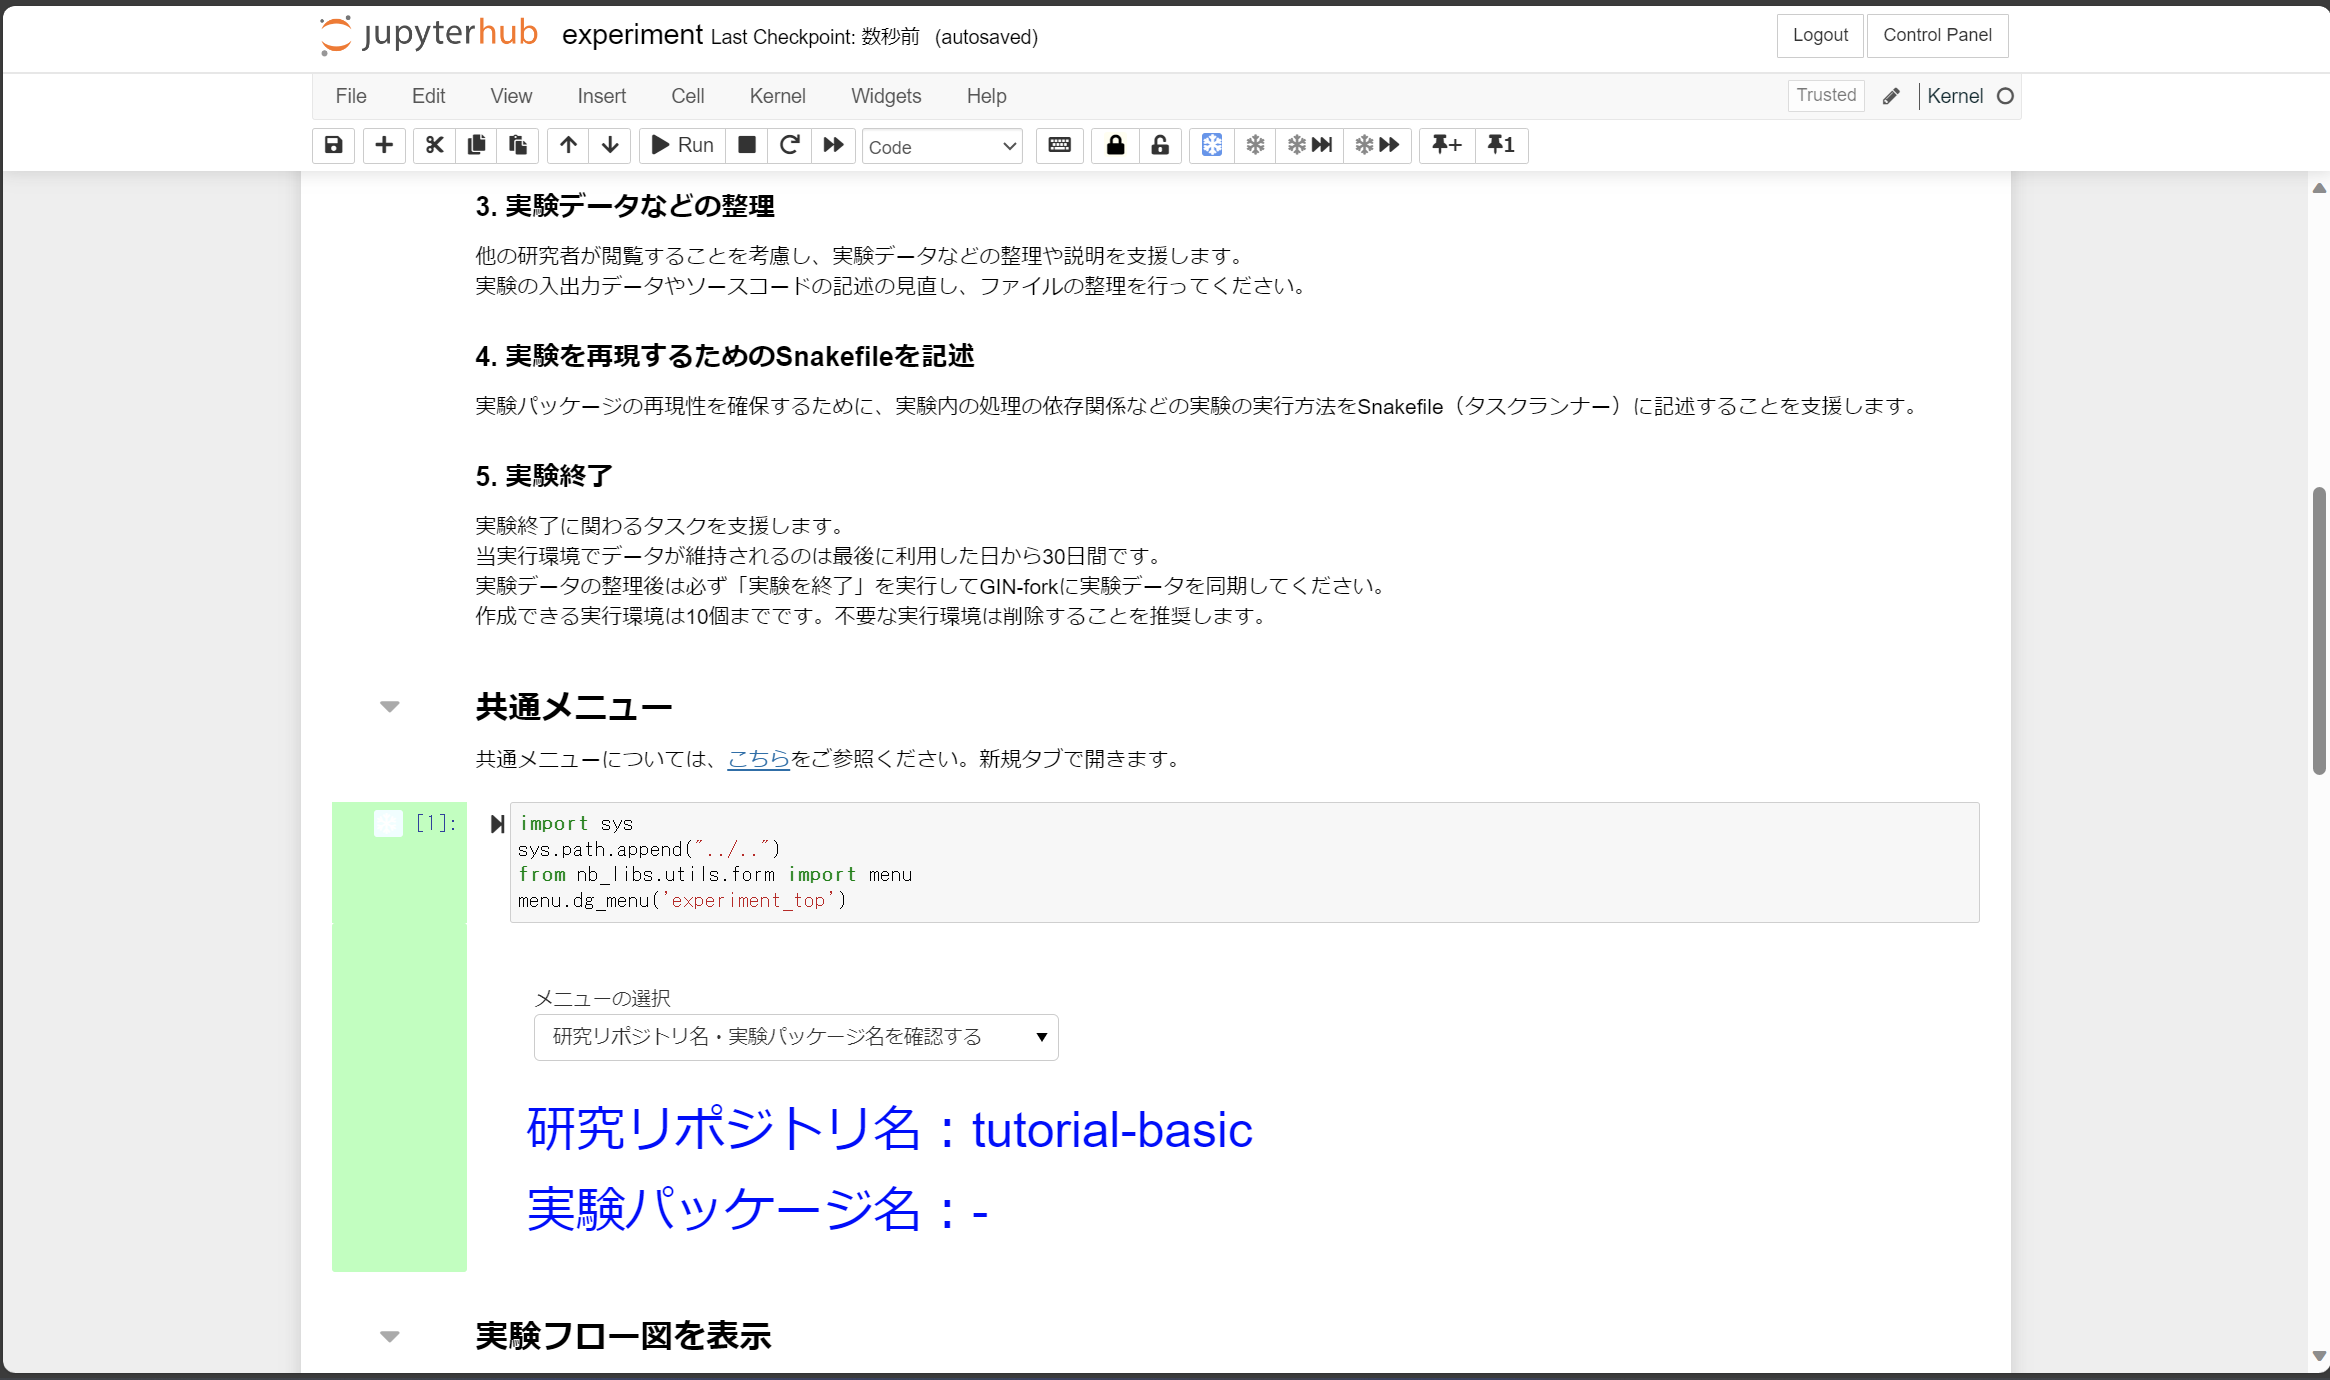 jupyterhub experiment Last Checkpoint: 数秒前 (autosaved)
Logout
Control Panel
File Edit View Insert Cell Kernel Widgets Help
Trusted
Kernel
Run
Code
+
1
3. 実験データなどの整理
他の研究者が閲覧することを考慮し、実験データなどの整理や説明を支援します。
実験の入出力データやソースコードの記述の見直し、ファイルの整理を行ってください。
4. 実験を再現するためのSnakefileを記述
実験パッケージの再現性を確保するために、実験内の処理の依存関係などの実験の実行方法をSnakefile（タスクランナー）に記述することを支援します。
5. 実験終了
実験終了に関わるタスクを支援します。
当実行環境でデータが維持されるのは最後に利用した日から30日間です。
実験データの整理後は必ず「実験を終了」を実行してGIN-forkに実験データを同期してください。
作成できる実行環境は10個までです。不要な実行環境は削除することを推奨します。
共通メニュー
共通メニューについては、こちらをご参照ください。新規タブで開きます。
[1]:
import sys
sys.path.append("../..")
from nb_libs.utils.form import menu
menu.dg_menu('experiment_top')
メニューの選択
研究リポジトリ名・実験パッケージ名を確認する
研究リポジトリ名：tutorial-basic
実験パッケージ名：-
実験フロー図を表示